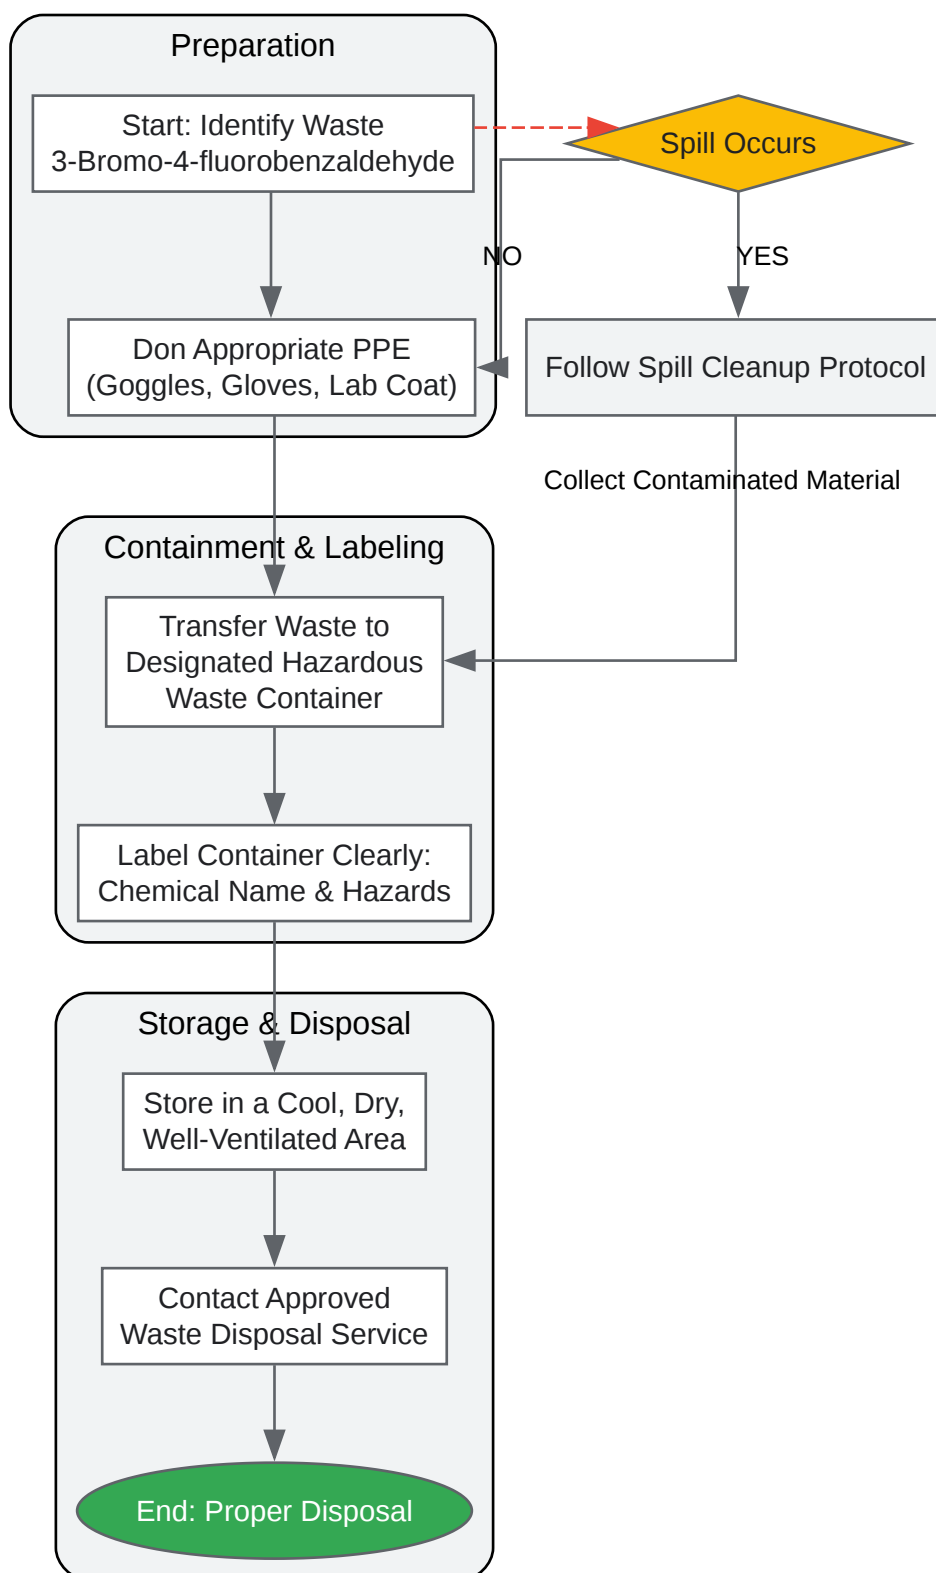 Preparation
Start: Identify Waste
3-Bromo-4-fluorobenzaldehyde
Spill Occurs
NO
YES
Don Appropriate PPE
(Goggles, Gloves, Lab Coat)
Follow Spill Cleanup Protocol
Collect Contaminated Material
Containment & Labeling
Transfer Waste to
Designated Hazardous
Waste Container
Label Container Clearly:
Chemical Name & Hazards
Storage & Disposal
Store in a Cool, Dry,
Well-Ventilated Area
Contact Approved
Waste Disposal Service
End: Proper Disposal